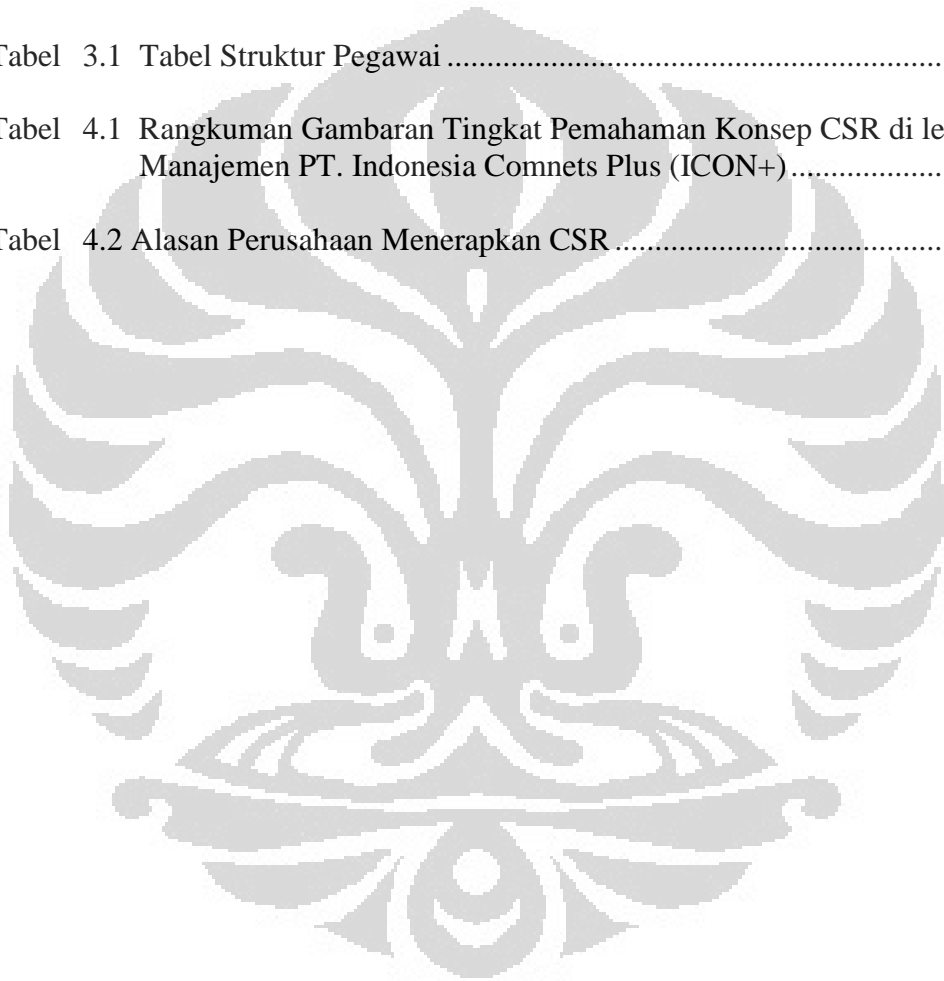 Tabel 3.1 Tabel Struktur Pegawai ..............................................................
Tabel 4.1 Rangkuman Gambaran Tingkat Pemahaman Konsep CSR di le
Manajemen PT. Indonesia Comnets Plus (ICON+) ...................
Tabel 4.2 Alasan Perusahaan Menerapkan CSR .........................................